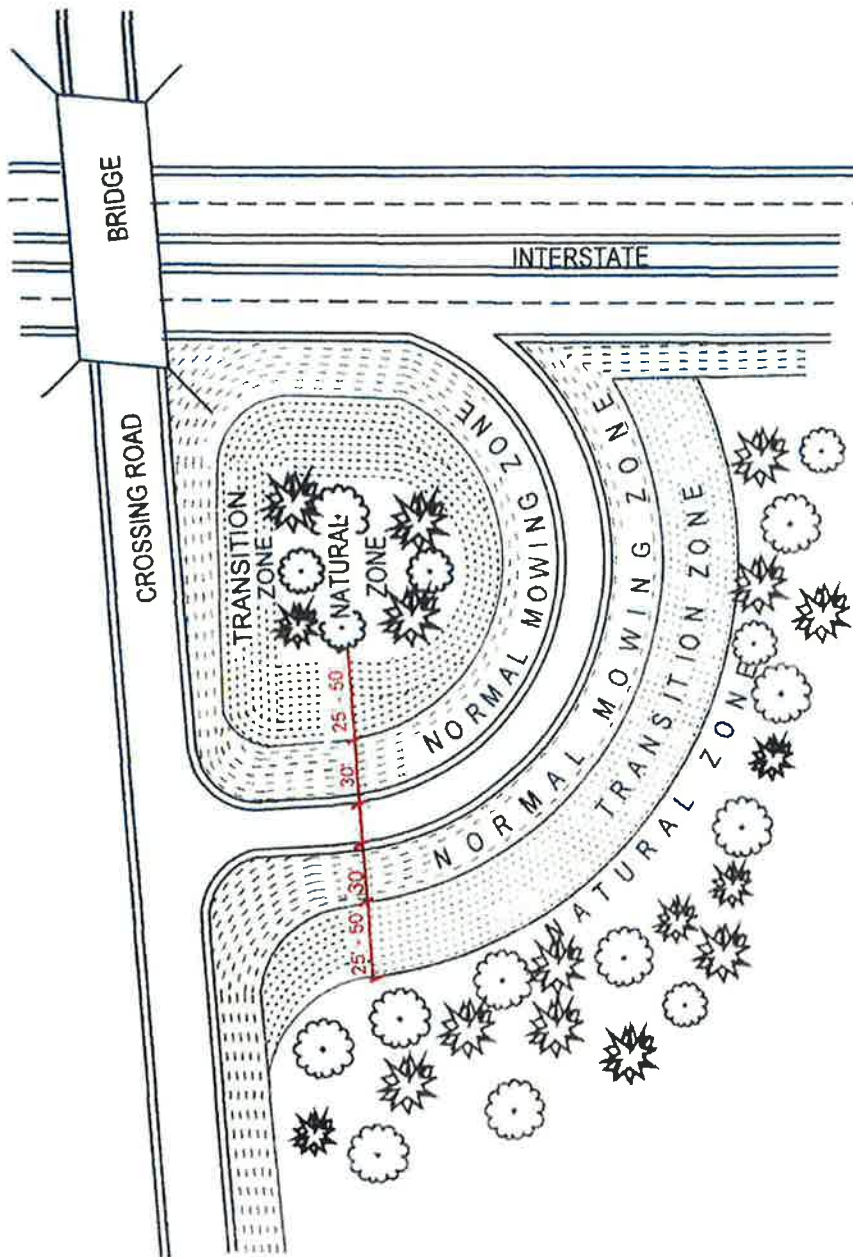 BRIDGE
INTERSTATE
CROSSING ROAD
TRANSITION
ZONE
NATURAL
ZONE
NORMAL MOWING ZONE
25' - 50'
30'
30'
25' - 50'
NORMAL MOWING ZONE
TRANSITION ZONE
NATURAL ZONE